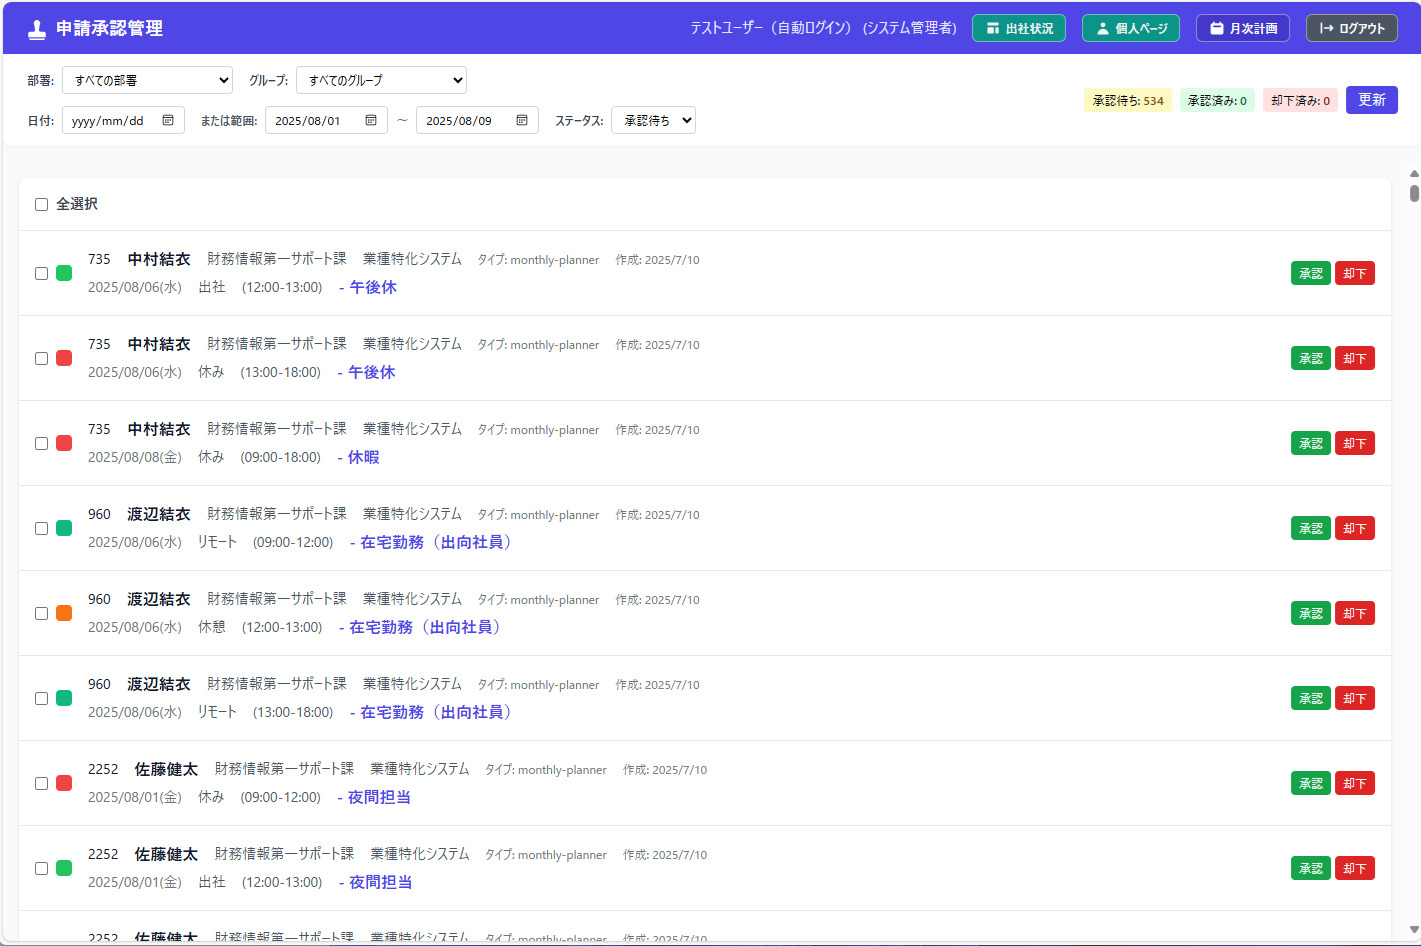 申請承認管理 テストユーザー（自動ログイン） (システム管理者) 出社状況 個人ページ 月次計画 ログアウト
部署: すべての部署 グループ: すべてのグループ
承認待ち: 534 承認済み: 0 却下済み: 0 更新
日付: yyyy/mm/dd または範囲: 2025/08/01 ～ 2025/08/09 ステータス: 承認待ち
全選択
735 中村結衣 財務情報第一サポート課 業種特化システム タイプ: monthly-planner 作成: 2025/7/10
2025/08/06(水) 出社 (12:00-13:00) - 午後休
承認 却下
735 中村結衣 財務情報第一サポート課 業種特化システム タイプ: monthly-planner 作成: 2025/7/10
2025/08/06(水) 休み (13:00-18:00) - 午後休
承認 却下
735 中村結衣 財務情報第一サポート課 業種特化システム タイプ: monthly-planner 作成: 2025/7/10
2025/08/08(金) 休み (09:00-18:00) - 休暇
承認 却下
960 渡辺結衣 財務情報第一サポート課 業種特化システム タイプ: monthly-planner 作成: 2025/7/10
2025/08/06(水) リモート (09:00-12:00) - 在宅勤務（出向社員）
承認 却下
960 渡辺結衣 財務情報第一サポート課 業種特化システム タイプ: monthly-planner 作成: 2025/7/10
2025/08/06(水) 休憩 (12:00-13:00) - 在宅勤務（出向社員）
承認 却下
960 渡辺結衣 財務情報第一サポート課 業種特化システム タイプ: monthly-planner 作成: 2025/7/10
2025/08/06(水) リモート (13:00-18:00) - 在宅勤務（出向社員）
承認 却下
2252 佐藤健太 財務情報第一サポート課 業種特化システム タイプ: monthly-planner 作成: 2025/7/10
2025/08/01(金) 休み (09:00-12:00) - 夜間担当
承認 却下
2252 佐藤健太 財務情報第一サポート課 業種特化システム タイプ: monthly-planner 作成: 2025/7/10
2025/08/01(金) 出社 (12:00-13:00) - 夜間担当
承認 却下
2252 佐藤健太 財務情報第一サポート課 業種特化システム タイプ: monthly-planner 作成: 2025/7/10